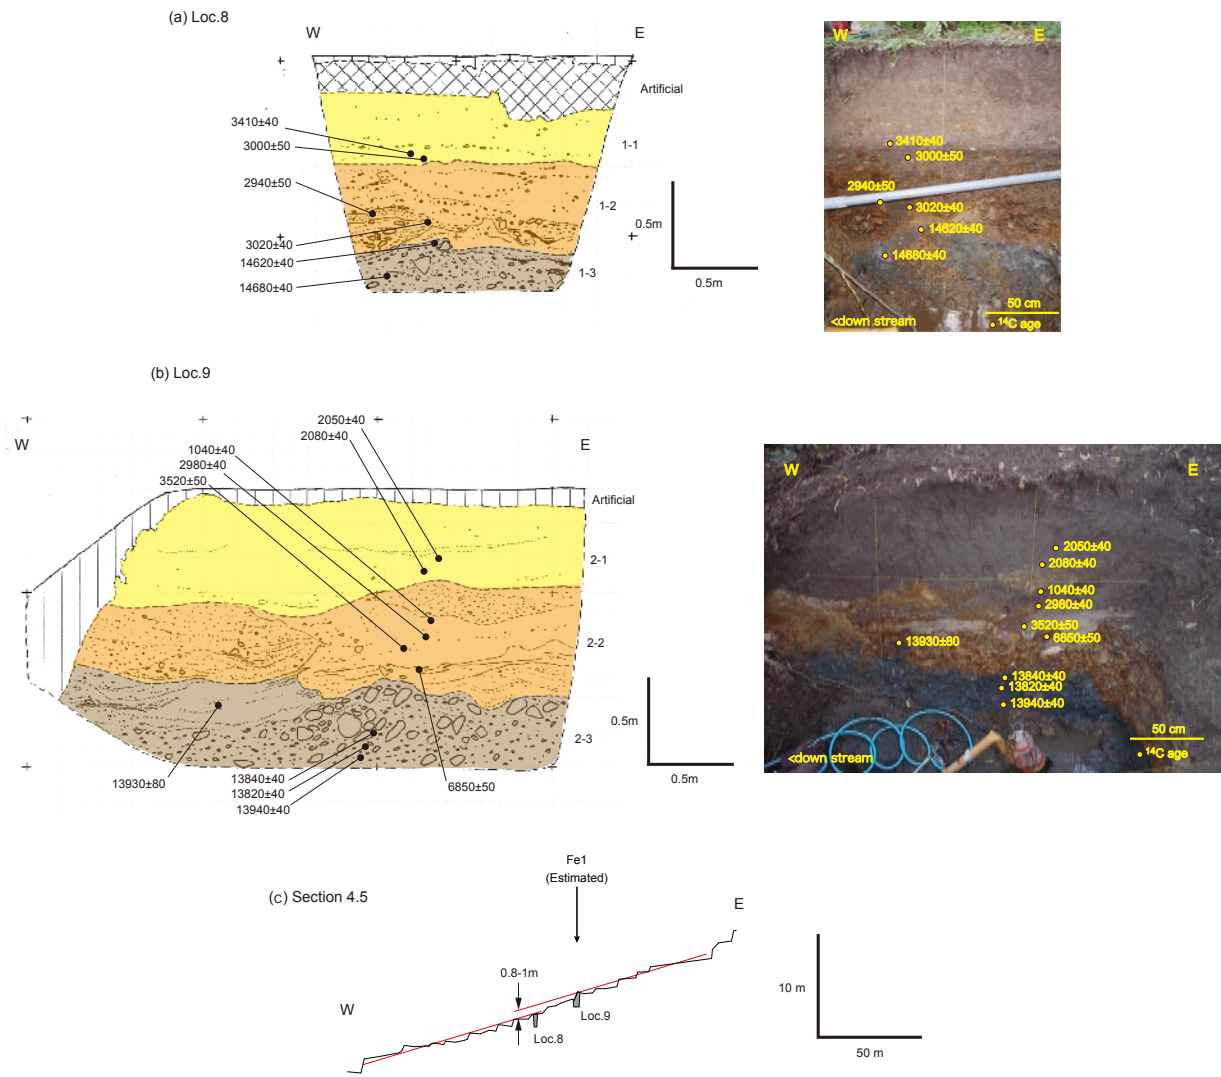 (a) Loc.8
W
E
Artificial
3410±40
3000±50
1-1
2940±50
1-2
3020±40
14620±40
14680±40
1-3
0.5m
0.5m
W
E
3410±40
3000±50
2940±50
3020±40
14620±40
14680±40
50 cm
<down stream
14C age
(b) Loc.9
W
E
2050±40
2080±40
1040±40
2980±40
3520±50
Artificial
2-1
2-2
2-3
13930±80
13840±40
13820±40
13940±40
6850±50
0.5m
0.5m
W
E
2050±40
2080±40
1040±40
2980±40
3520±50
6850±50
13930±80
13840±40
13820±40
13940±40
50 cm
<down stream
14C age
(c) Section 4.5
Fe1
(Estimated)
E
0.8-1m
W
Loc.9
Loc.8
10 m
50 m